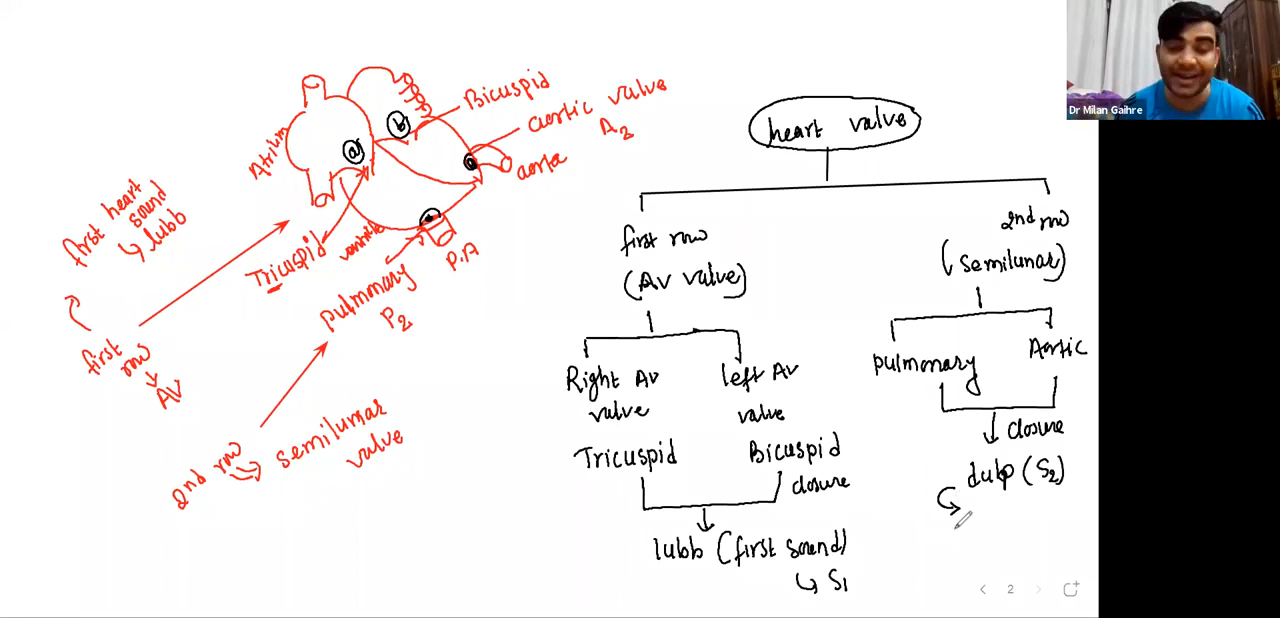 Dr Milan Gaihre
Bicuspid
aortic valve
A2
aorta
Atrium
a
b
first heart
sound
↳ lubb
Tricuspid
ventricle
P.A
pulmonary
P2
first
row
↓
AV
2nd row
semilunar
valve
heart valve
first row
(AV valve)
2nd row
(semilunar)
Right AV
valve
Tricuspid
left AV
valve
Bicuspid
closure
lubb (first sound)
↳ S1
pulmonary
Aortic
closure
dubp (S2)
2